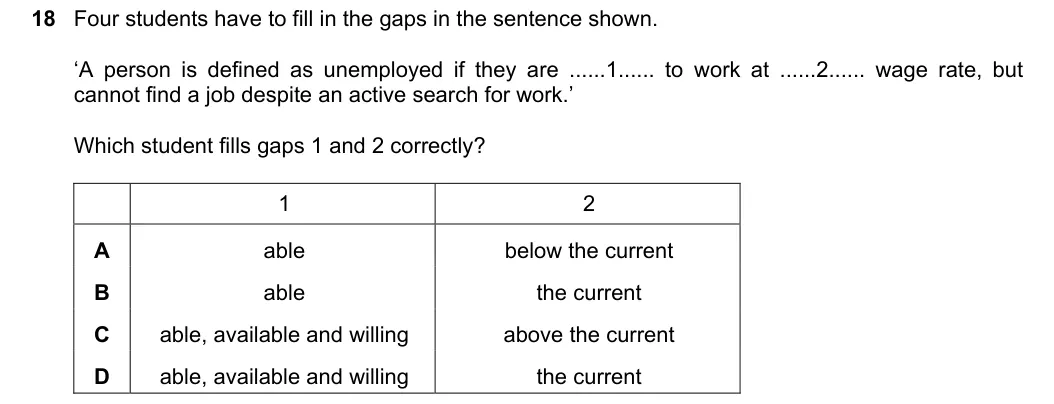 18 Four students have to fill in the gaps in the sentence shown.
‘A person is defined as unemployed if they are ......1...... to work at ......2...... wage rate, but
cannot find a job despite an active search for work.’
Which student fills gaps 1 and 2 correctly?
1 2
A able below the current
B able the current
C able, available and willing above the current
D able, available and willing the current